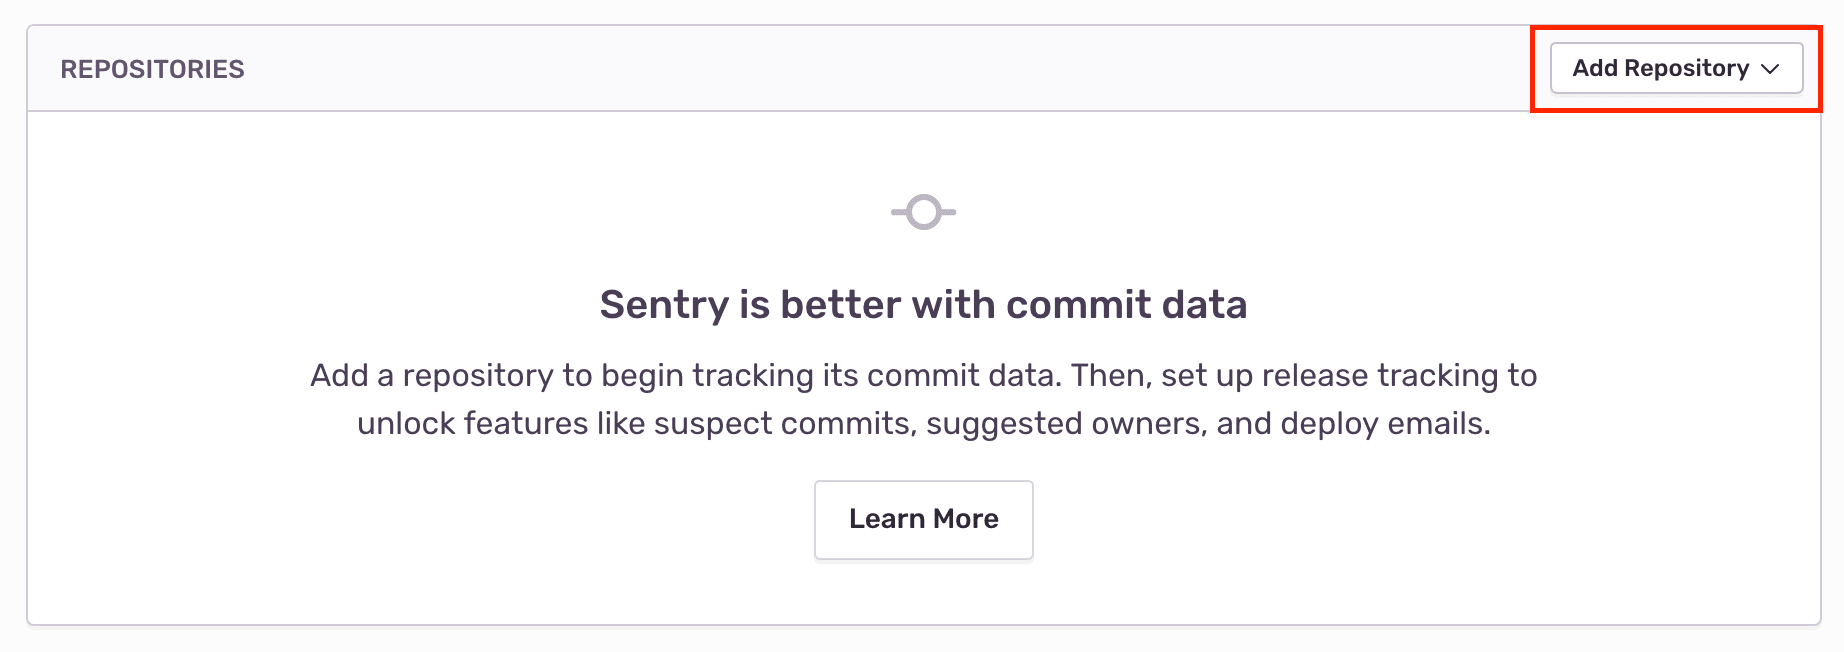 REPOSITORIES
Add Repository
Sentry is better with commit data
Add a repository to begin tracking its commit data. Then, set up release tracking to
unlock features like suspect commits, suggested owners, and deploy emails.
Learn More